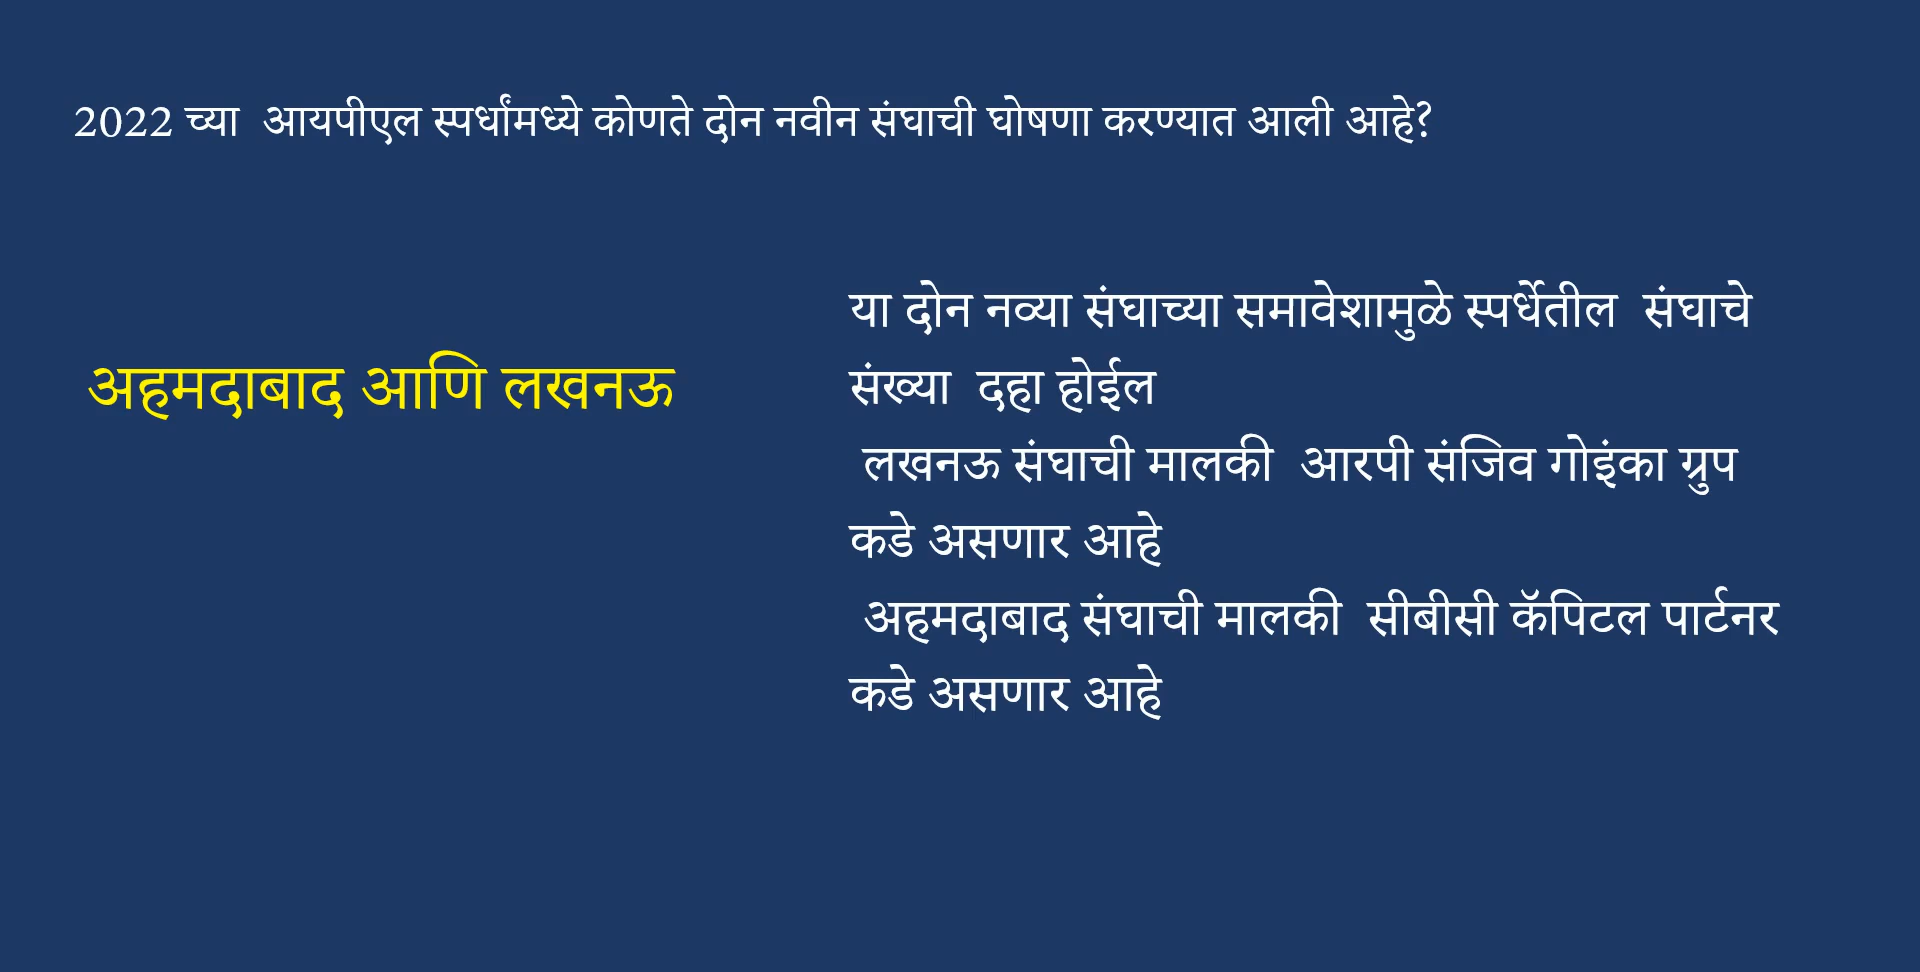 2022 च्या  आयपीएल स्पर्धांमध्ये कोणते दोन नवीन संघाची घोषणा करण्यात आली आहे?
अहमदाबाद आणि लखनऊ
या दोन नव्या संघाच्या समावेशामुळे स्पर्धेतील  संघाचे
संख्या  दहा होईल
लखनऊ संघाची मालकी  आरपी संजिव गोइंका ग्रुप
कडे असणार आहे
अहमदाबाद संघाची मालकी  सीबीसी कॅपिटल पार्टनर
कडे असणार आहे